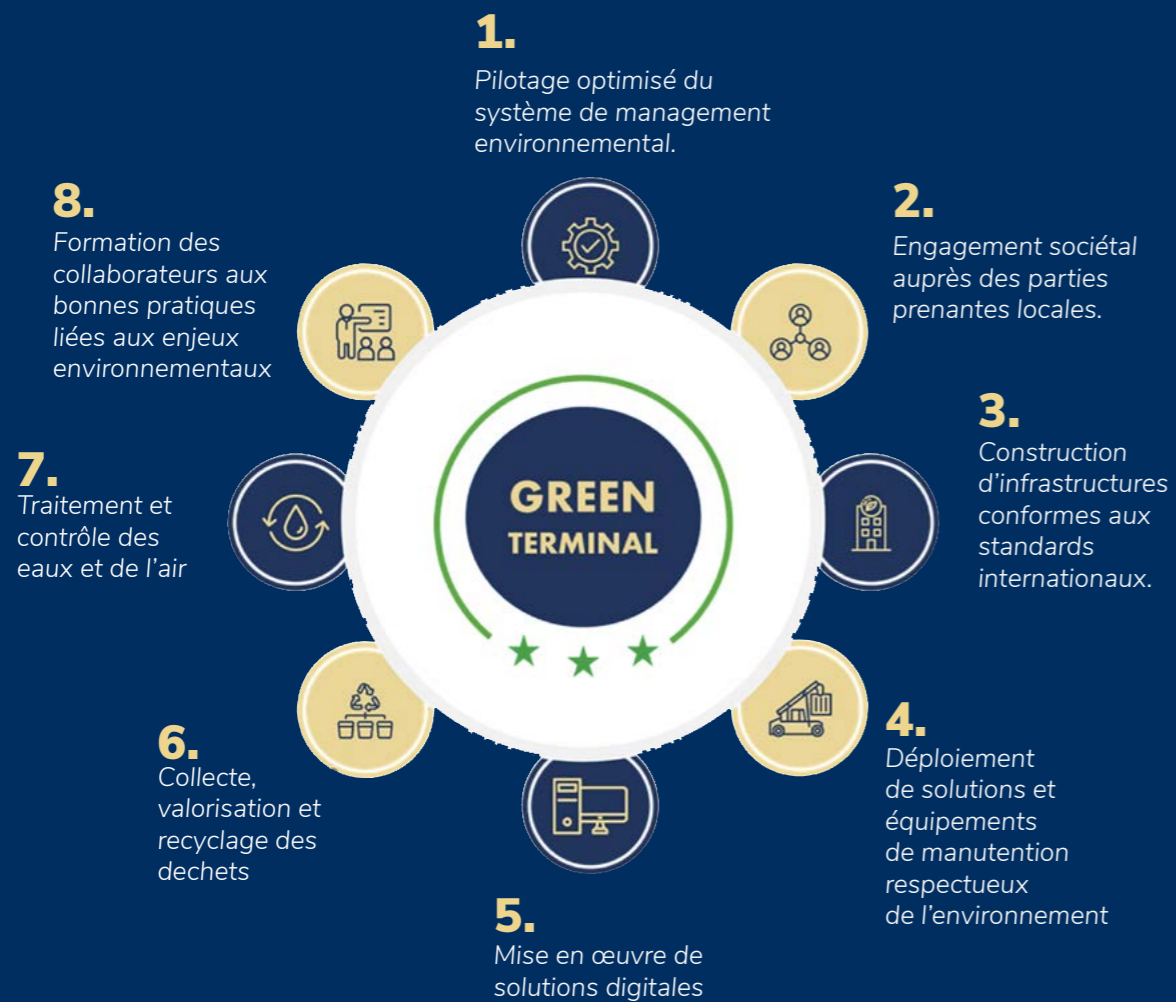 1.
Pilotage optimisé du
système de management
environnemental.
2.
Engagement sociétal
auprès des parties
prenantes locales.
3.
Construction
d’infrastructures
conformes aux
standards
internationaux.
4.
Déploiement
de solutions et
équipements
de manutention
respectueux
de l’environnement
5.
Mise en œuvre de
solutions digitales
6.
Collecte,
valorisation et
recyclage des
dechets
7.
Traitement et
contrôle des
eaux et de l’air
8.
Formation des
collaborateurs aux
bonnes pratiques
liées aux enjeux
environnementaux
GREEN
TERMINAL